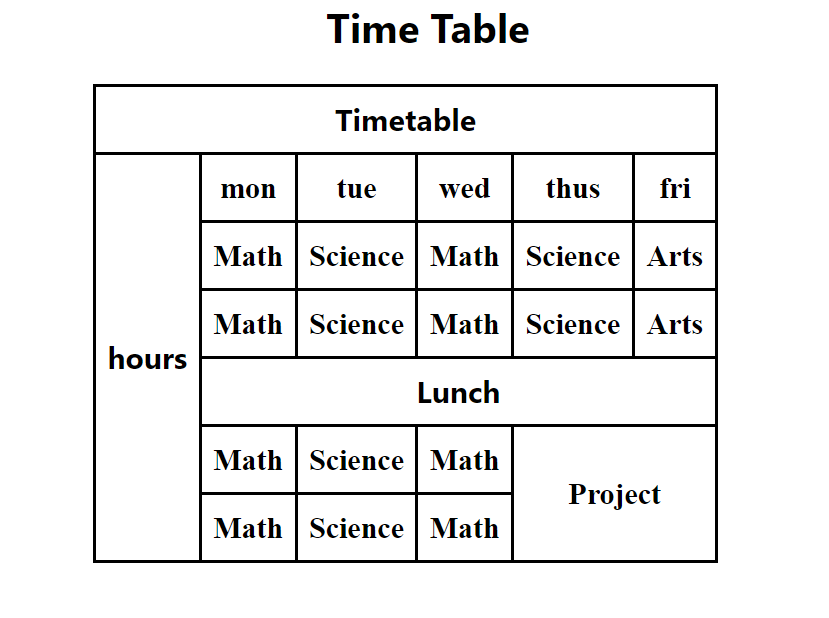 Time Table
Timetable
mon tue wed thus fri
Math Science Math Science Arts
Math Science Math Science Arts
hours
Lunch
Math Science Math
Project
Math Science Math